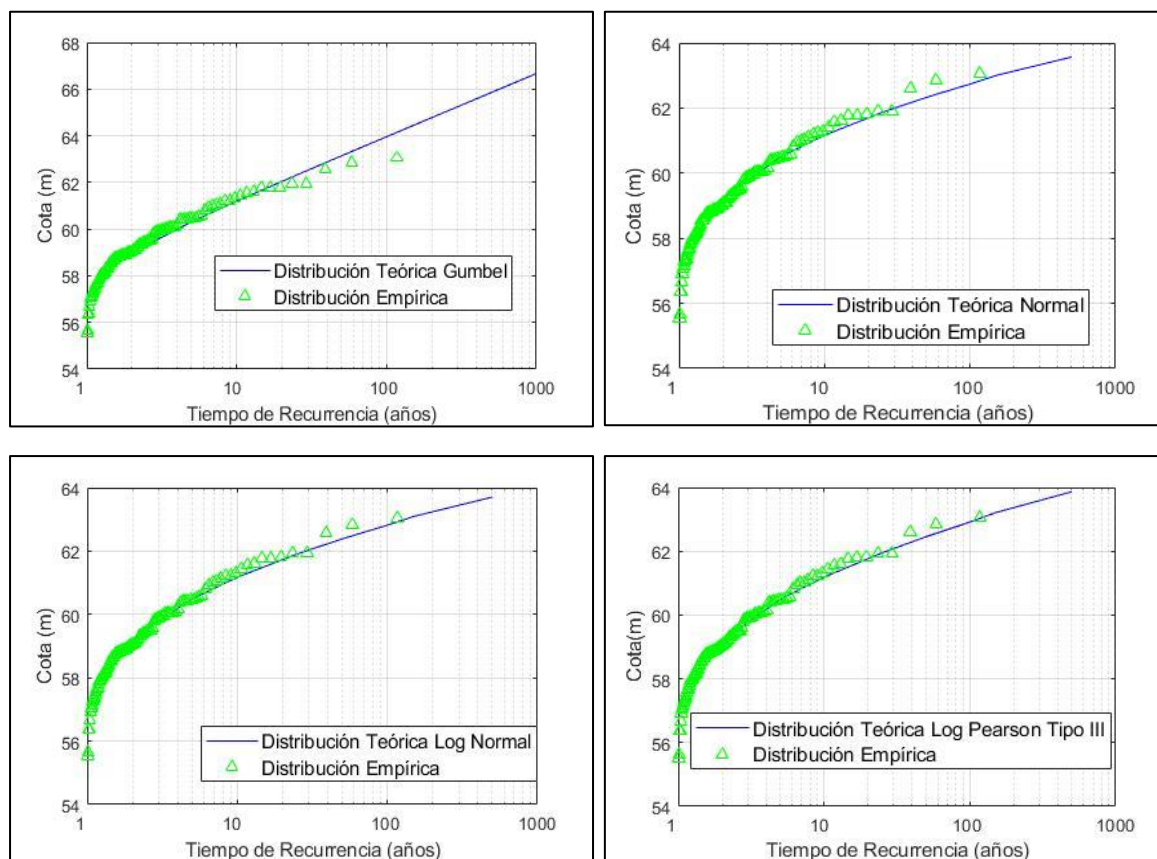 68
66
64
62
60
58
56
54
Cota (m)
Distribución Teórica Gumbel
Distribución Empírica
1
10
100
1000
Tiempo de Recurrencia (años)
64
62
60
58
56
54
Cota (m)
Distribución Teórica Normal
Distribución Empírica
1
10
100
1000
Tiempo de Recurrencia (años)
64
62
60
58
56
54
Cota (m)
Distribución Teórica Log Normal
Distribución Empírica
1
10
100
1000
Tiempo de Recurrencia (años)
64
62
60
58
56
54
Cota(m)
Distribución Teórica Log Pearson Tipo III
Distribución Empírica
1
10
100
1000
Tiempo de Recurrencia (años)